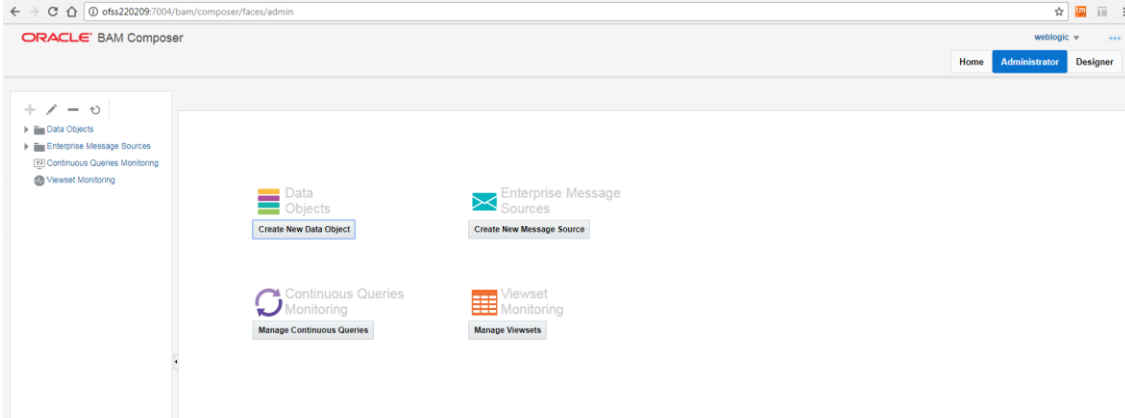 ofss220209:7004/bam/composer/faces/admin
ORACLE® BAM Composer
weblogic
Home Administrator Designer
Data Objects
Enterprise Message Sources
Continuous Queries Monitoring
Viewset Monitoring
Data
Objects
Create New Data Object
Enterprise Message
Sources
Create New Message Source
Continuous Queries
Monitoring
Manage Continuous Queries
Viewset
Monitoring
Manage Viewsets